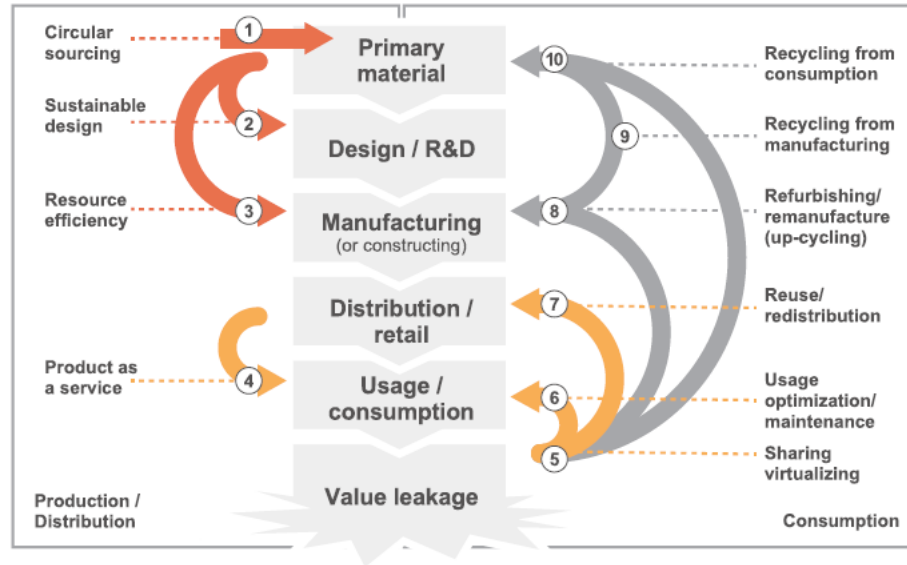 Circular
sourcing
1
Sustainable
design
2
Resource
efficiency
3
Product as
a service
4
Production /
Distribution
Primary
material
Design / R&D
Manufacturing
(or constructing)
Distribution /
retail
Usage /
consumption
Value leakage
10
Recycling from
consumption
9
Recycling from
manufacturing
8
Refurbishing/
remanufacture
(up-cycling)
7
Reuse/
redistribution
6
Usage
optimization/
maintenance
5
Sharing
virtualizing
Consumption